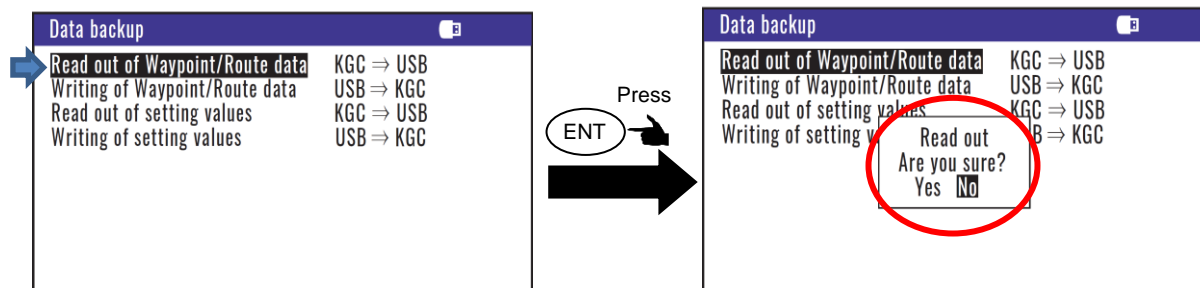 Data backup
Read out of Waypoint/Route data KGC ⇒ USB
Writing of Waypoint/Route data USB ⇒ KGC
Read out of setting values KGC ⇒ USB
Writing of setting values USB ⇒ KGC
Press
ENT
Data backup
Read out of Waypoint/Route data KGC ⇒ USB
Writing of Waypoint/Route data USB ⇒ KGC
Read out of setting values KGC ⇒ USB
Writing of setting v B ⇒ KGC
Read out
Are you sure?
Yes No